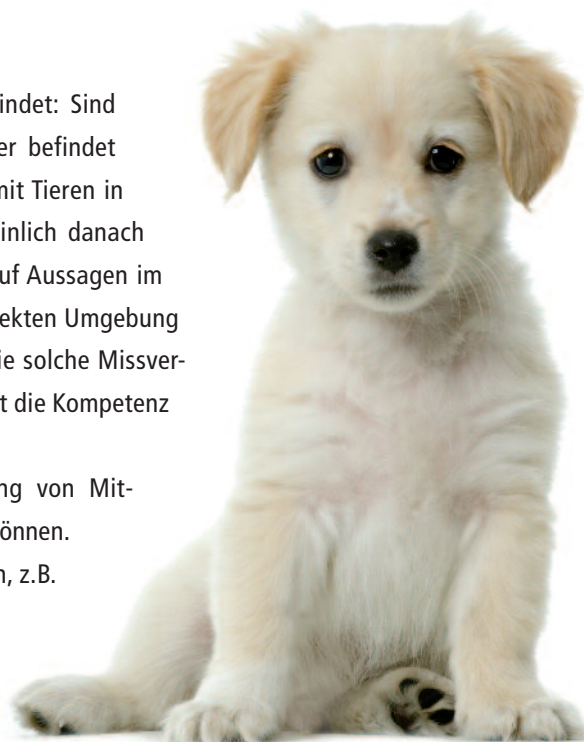 indet: Sind
er befindet
mit Tieren in
inlich danach
uf Aussagen im
ekten Umgebung
ie solche Missver-
t die Kompetenz
ng von Mit-
önnen.
n, z.B.